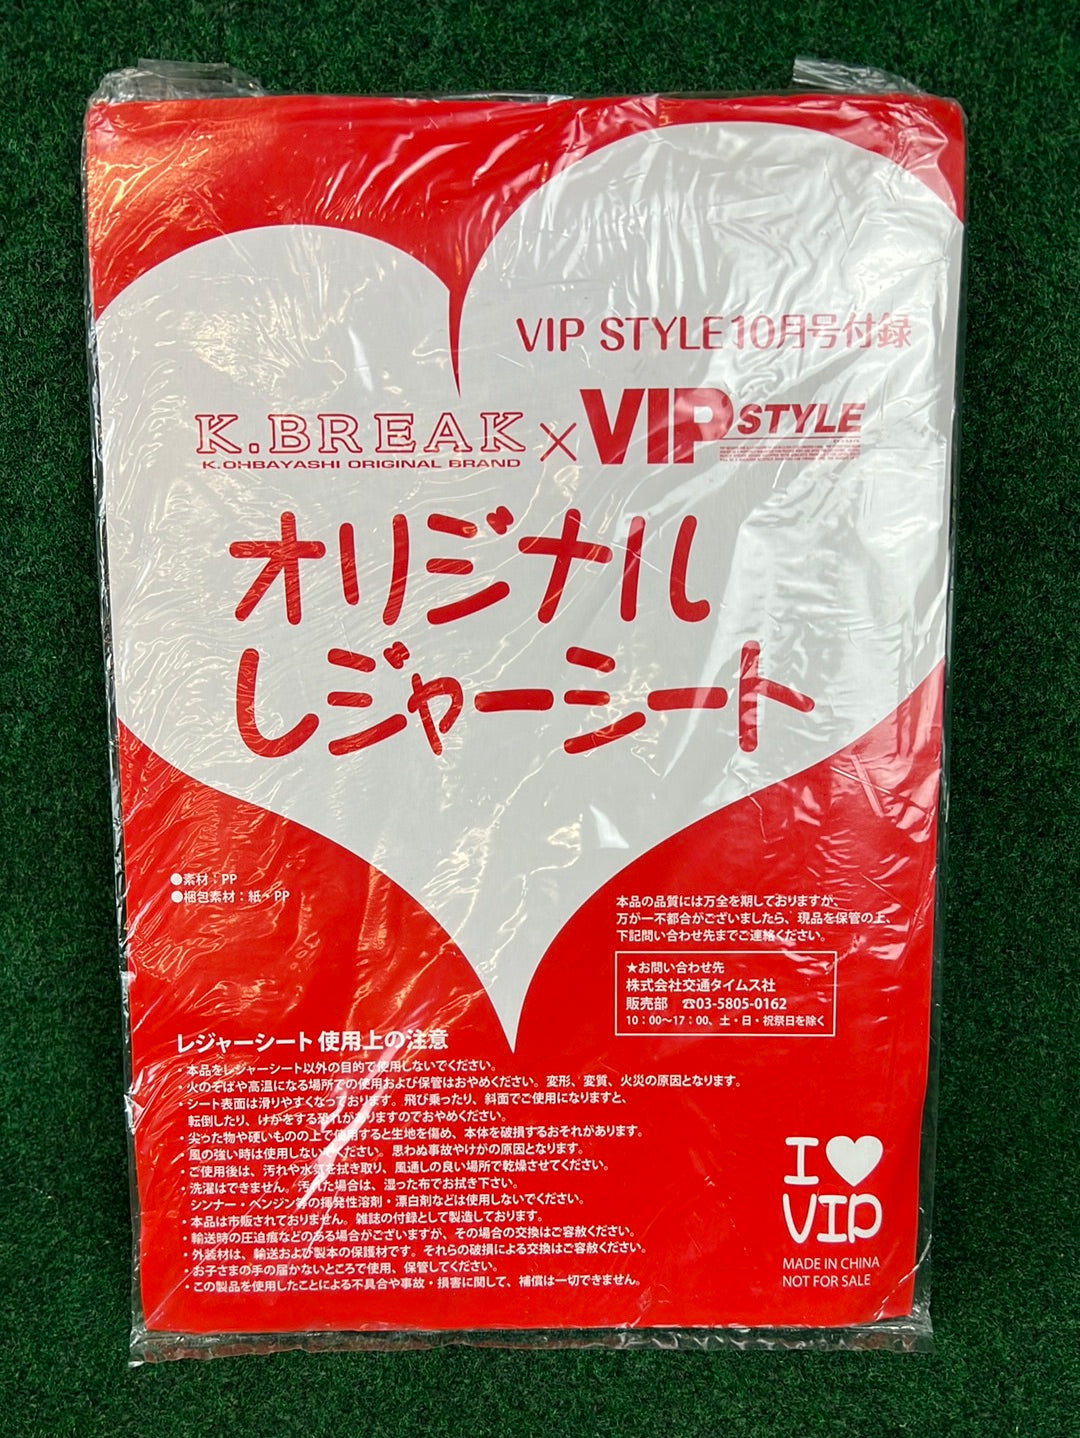 VIP STYLE10月号付録
K.BREAK × VIP STYLE
K.OHBAYASHI ORIGINAL BRAND
オリジナル
レジャーシート
●素材：PP
●梱包素材：紙・PP
本品の品質には万全を期しておりますが、
万が一不都合がございましたら、現品を保管の上、
下記問い合わせ先までご連絡ください。
★お問い合わせ先
株式会社交通タイムス社
販売部 ☎03-5805-0162
10：00〜17：00、土・日・祝祭日を除く
レジャーシート 使用上の注意
・本品をレジャーシート以外の目的で使用しないでください。
・火のそばや高温になる場所での使用および保管はおやめください。変形、変質、火災の原因となります。
・シート表面は滑りやすくなっております。飛び乗ったり、斜面でご使用になりますと、
転倒したり、けがをする恐れがありますのでおやめください。
・尖った物や硬いものの上で使用すると生地を傷め、本体を破損するおそれがあります。
・風の強い時は使用しないでください。思わぬ事故やけがの原因となります。
・ご使用後は、汚れや水気を拭き取り、風通しの良い場所で乾燥させてください。
・洗濯はできません。汚れた場合は、湿った布でお拭き下さい。
シンナー・ベンジン等の揮発性溶剤・漂白剤などは使用しないでください。
・本品は市販されておりません。雑誌の付録として製造しております。
・輸送時の圧迫痕などのある場合がございますが、その場合の交換はご容赦ください。
・外装材は、輸送および製本の保護材です。それらの破損による交換はご容赦ください。
・お子さまの手の届かないところで使用、保管してください。
・この製品を使用したことによる不具合や事故・損害に関して、補償は一切できません。
I ♥
VIP
MADE IN CHINA
NOT FOR SALE